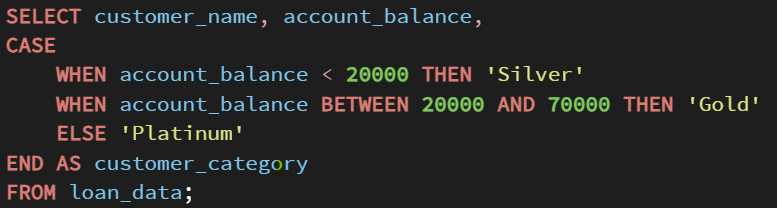 SELECT customer_name, account_balance,
CASE
    WHEN account_balance < 20000 THEN 'Silver'
    WHEN account_balance BETWEEN 20000 AND 70000 THEN 'Gold'
    ELSE 'Platinum'
END AS customer_category
FROM loan_data;